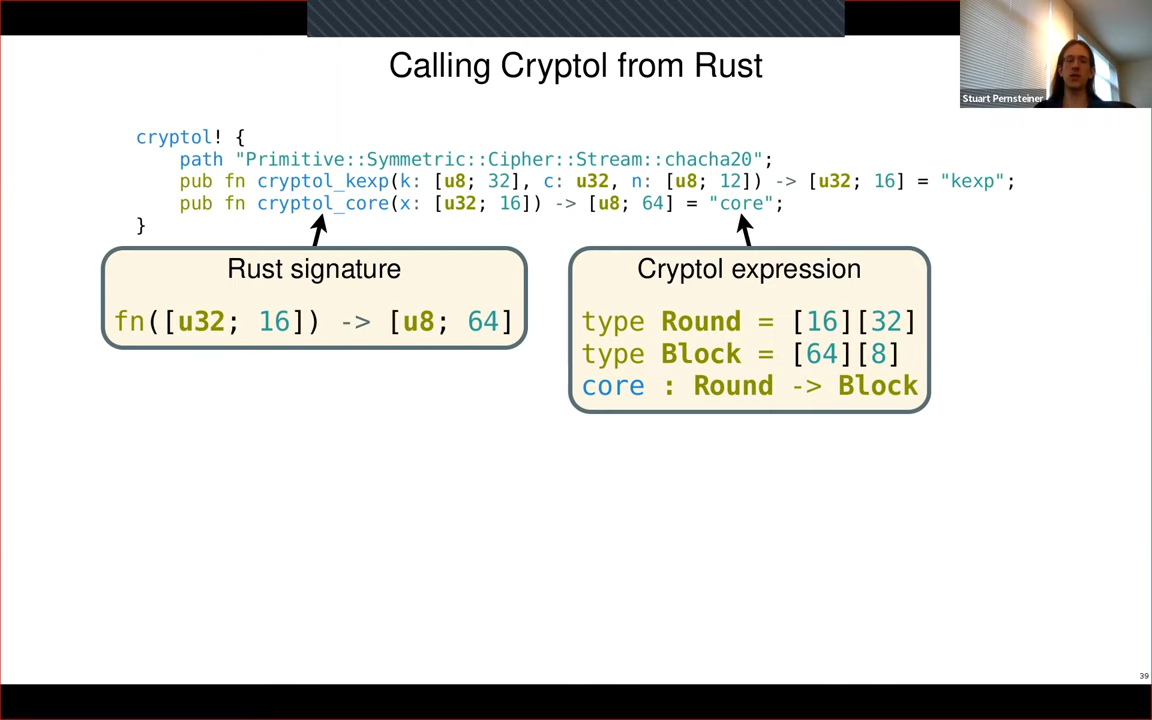 Calling Cryptol from Rust
Stuart Pernsteiner
cryptol! {
path "Primitive::Symmetric::Cipher::Stream::chacha20";
pub fn cryptol_kexp(k: [u8; 32], c: u32, n: [u8; 12]) -> [u32; 16] = "kexp";
pub fn cryptol_core(x: [u32; 16]) -> [u8; 64] = "core";
}
Rust signature
fn([u32; 16]) -> [u8; 64]
Cryptol expression
type Round = [16][32]
type Block = [64][8]
core : Round -> Block
39